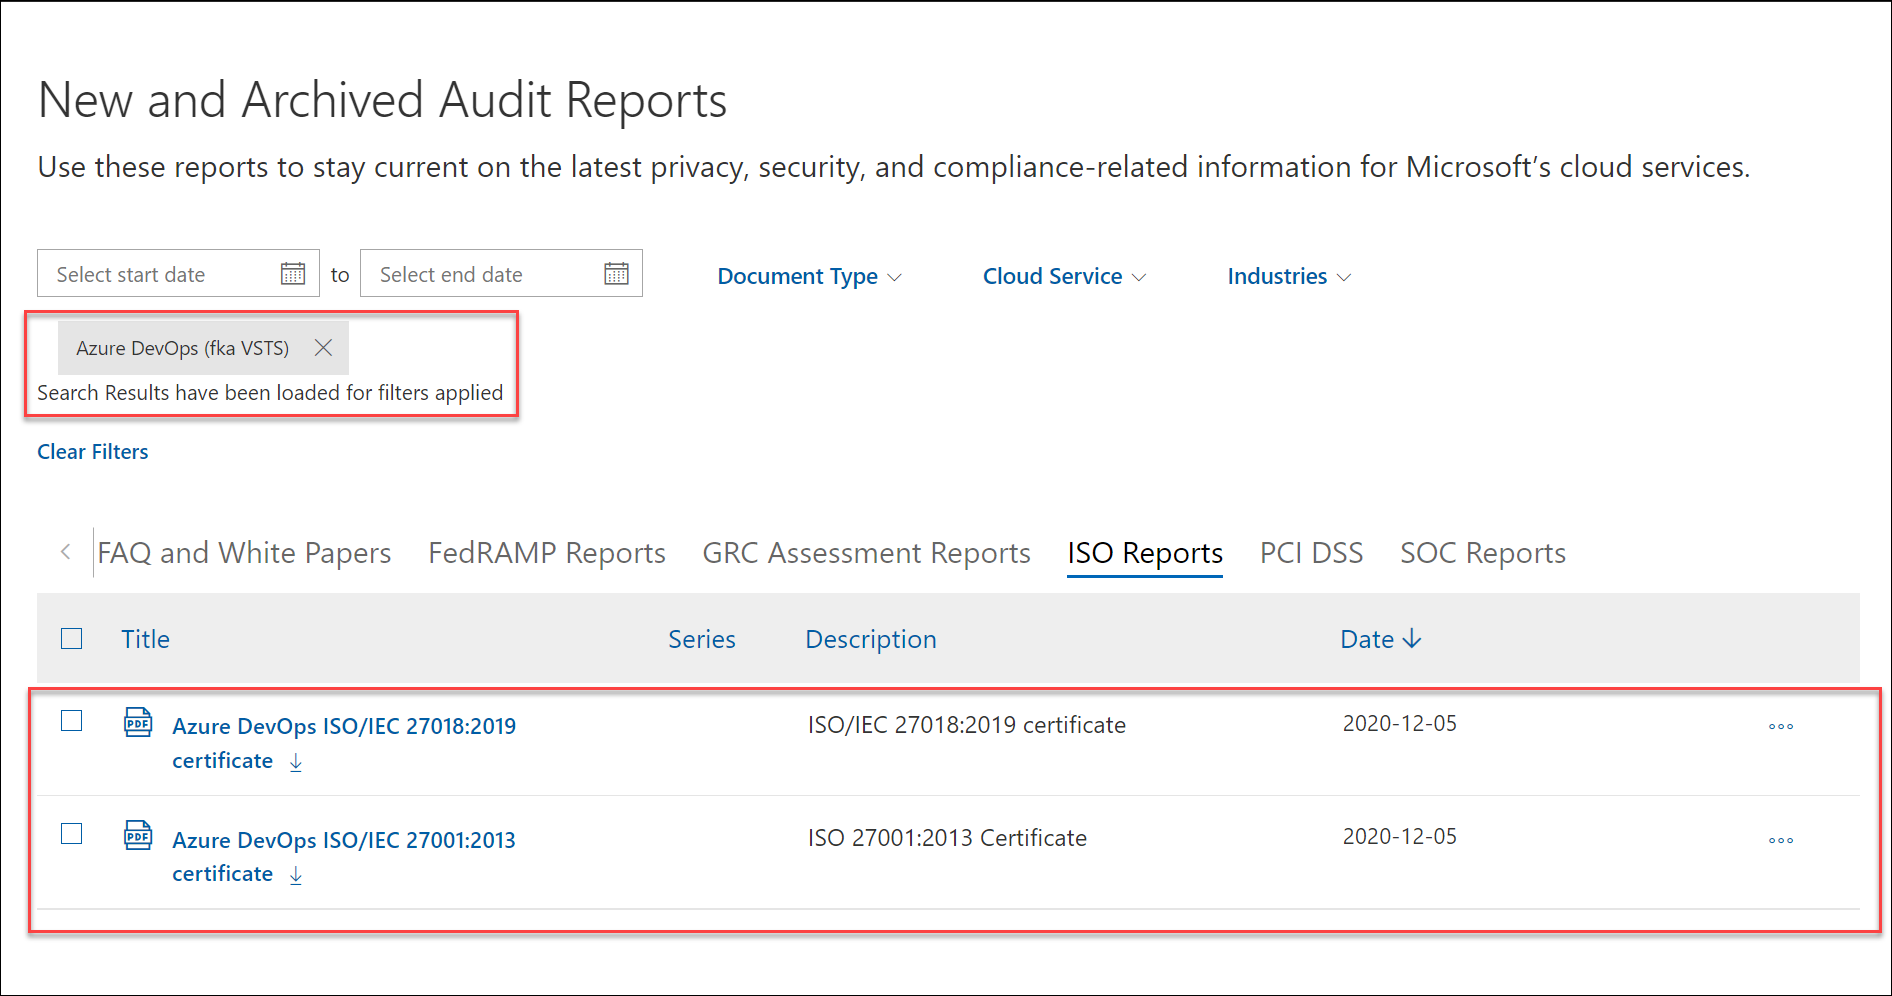 New and Archived Audit Reports
Use these reports to stay current on the latest privacy, security, and compliance-related information for Microsoft's cloud services.
Select start date to Select end date Document Type Cloud Service Industries
Azure DevOps (fka VSTS)
Search Results have been loaded for filters applied
Clear Filters
FAQ and White Papers FedRAMP Reports GRC Assessment Reports ISO Reports PCI DSS SOC Reports
Title Series Description Date
PDF Azure DevOps ISO/IEC 27018:2019 ISO/IEC 27018:2019 certificate 2020-12-05
certificate
PDF Azure DevOps ISO/IEC 27001:2013 ISO 27001:2013 Certificate 2020-12-05
certificate